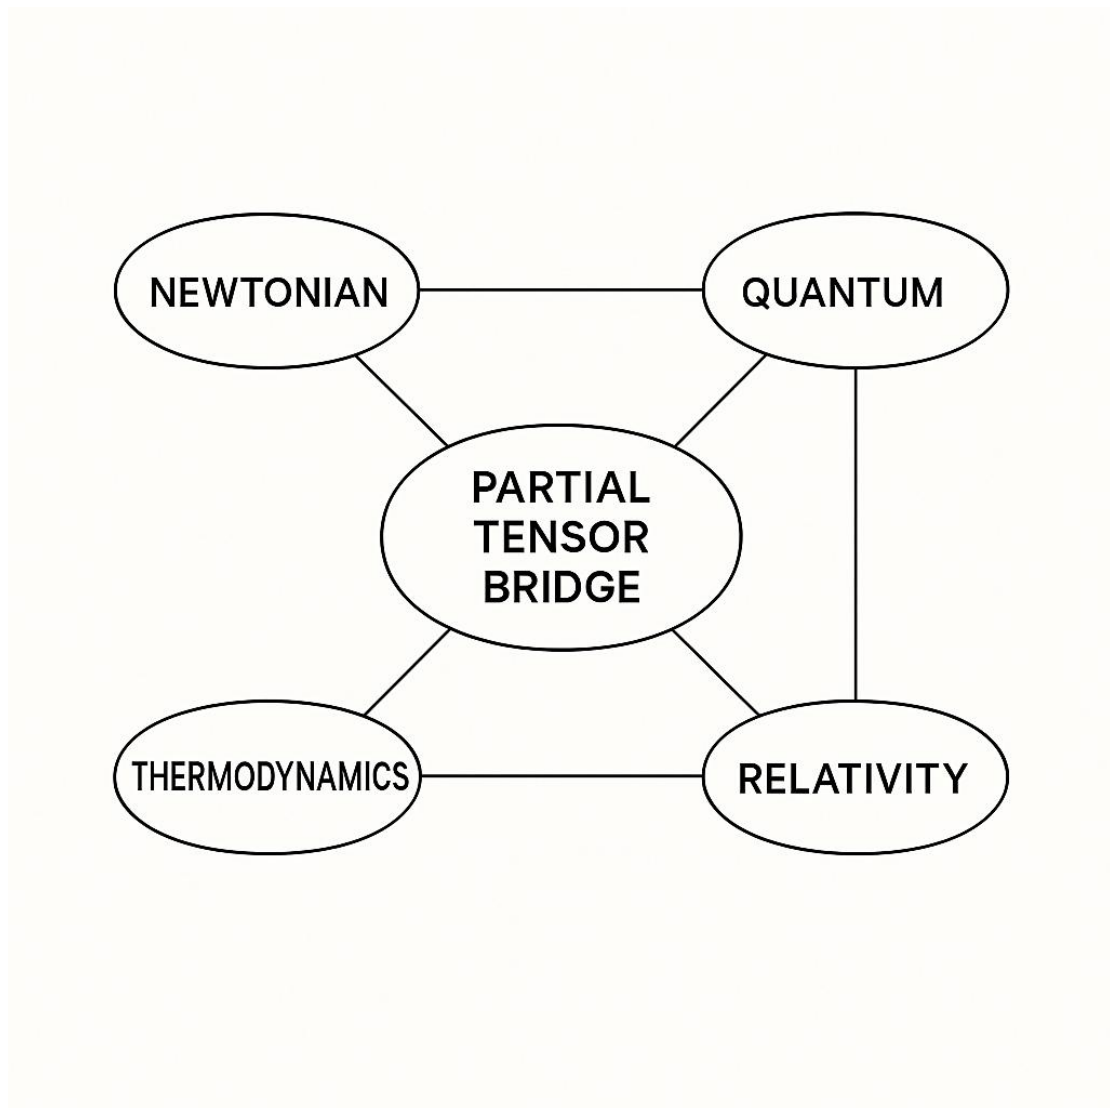 NEWTONIAN
QUANTUM
PARTIAL
TENSOR
BRIDGE
THERMODYNAMICS
RELATIVITY